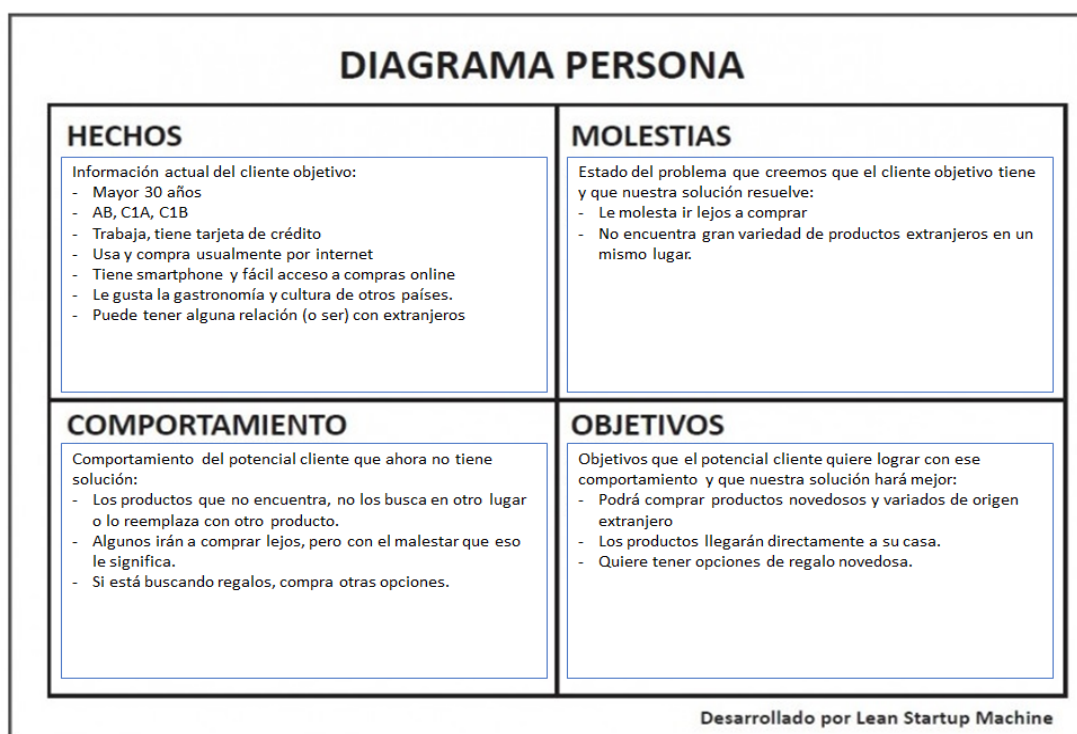 DIAGRAMA PERSONA
HECHOS
Información actual del cliente objetivo:
- Mayor 30 años
- AB, C1A, C1B
- Trabaja, tiene tarjeta de crédito
- Usa y compra usualmente por internet
- Tiene smartphone y fácil acceso a compras online
- Le gusta la gastronomía y cultura de otros países.
- Puede tener alguna relación (o ser) con extranjeros
MOLESTIAS
Estado del problema que creemos que el cliente objetivo tiene
y que nuestra solución resuelve:
- Le molesta ir lejos a comprar
- No encuentra gran variedad de productos extranjeros en un
mismo lugar.
COMPORTAMIENTO
Comportamiento del potencial cliente que ahora no tiene
solución:
- Los productos que no encuentra, no los busca en otro lugar
o lo reemplaza con otro producto.
- Algunos irán a comprar lejos, pero con el malestar que eso
le significa.
- Si está buscando regalos, compra otras opciones.
OBJETIVOS
Objetivos que el potencial cliente quiere lograr con ese
comportamiento y que nuestra solución hará mejor:
- Podrá comprar productos novedosos y variados de origen
extranjero
- Los productos llegarán directamente a su casa.
- Quiere tener opciones de regalo novedosa.
Desarrollado por Lean Startup Machine